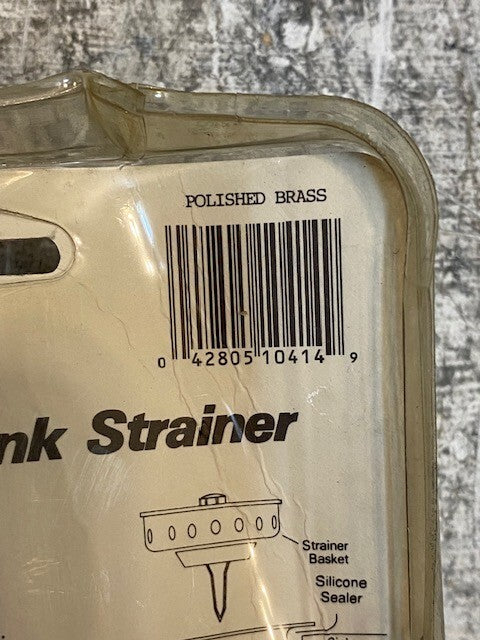 POLISHED BRASS
0 42805 10414 9
nk Strainer
Strainer
Basket
Silicone
Sealer